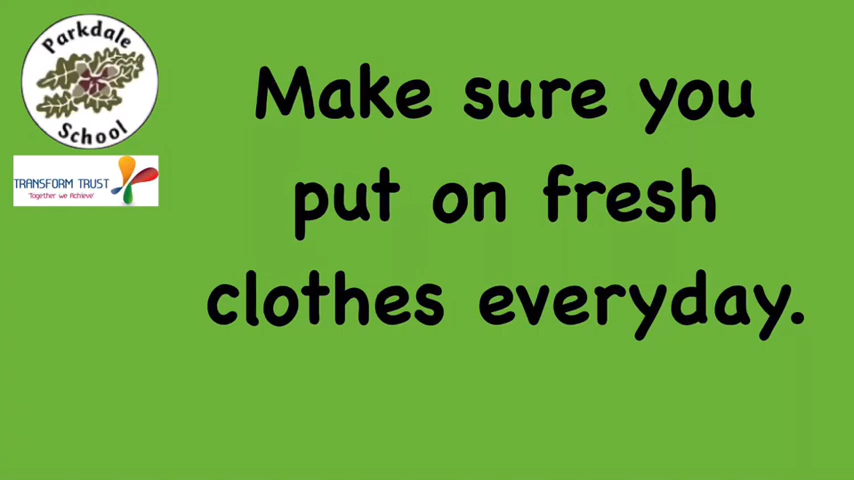 Parkdale
School
TRANSFORM TRUST
"Together we Achieve"
Make sure you
put on fresh
clothes everyday.